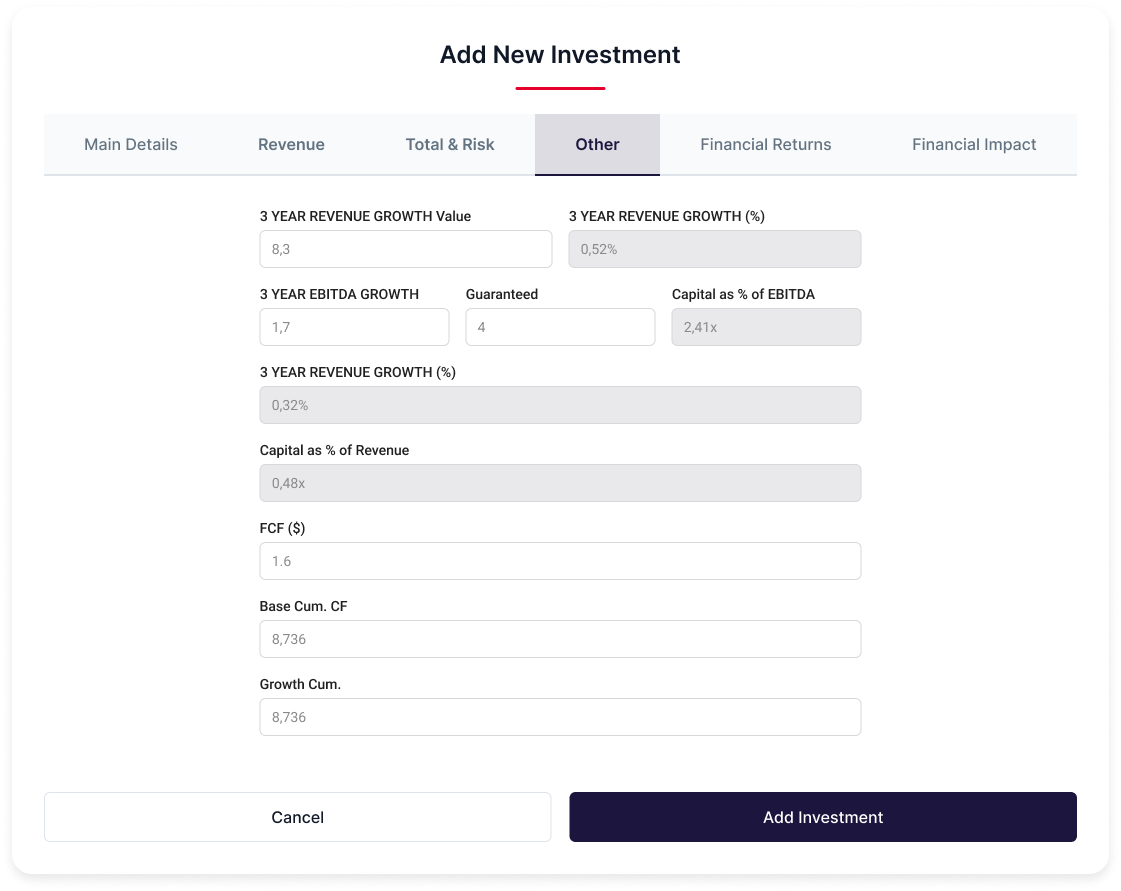 Add New Investment
Main Details Revenue Total & Risk Other Financial Returns Financial Impact
3 YEAR REVENUE GROWTH Value 3 YEAR REVENUE GROWTH (%)
8,3 0,52%
3 YEAR EBITDA GROWTH Guaranteed Capital as % of EBITDA
1,7 4 2,41x
3 YEAR REVENUE GROWTH (%)
0,32%
Capital as % of Revenue
0,48x
FCF ($)
1.6
Base Cum. CF
8,736
Growth Cum.
8,736
Cancel Add Investment